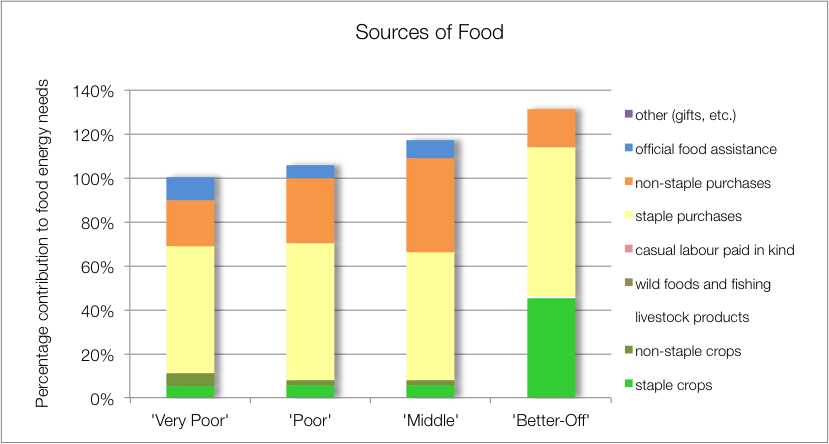 Sources of Food
Percentage contribution to food energy needs
140%
120%
100%
80%
60%
40%
20%
0%
'Very Poor'
'Poor'
'Middle'
'Better-Off'
other (gifts, etc.)
official food assistance
non-staple purchases
staple purchases
casual labour paid in kind
wild foods and fishing
livestock products
non-staple crops
staple crops